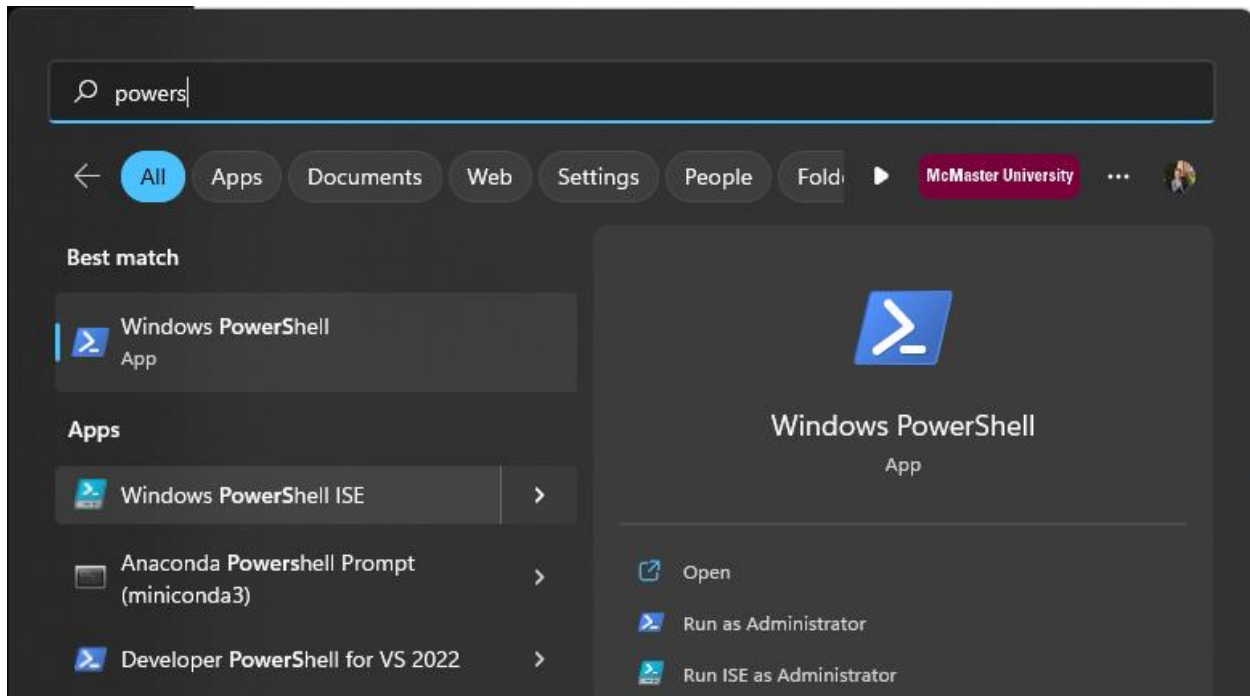 powers
All Apps Documents Web Settings People Fold McMaster University ...
Best match
Windows PowerShell
App
Apps
Windows PowerShell ISE
Anaconda Powershell Prompt
(miniconda3)
Developer PowerShell for VS 2022
Windows PowerShell
App
Open
Run as Administrator
Run ISE as Administrator